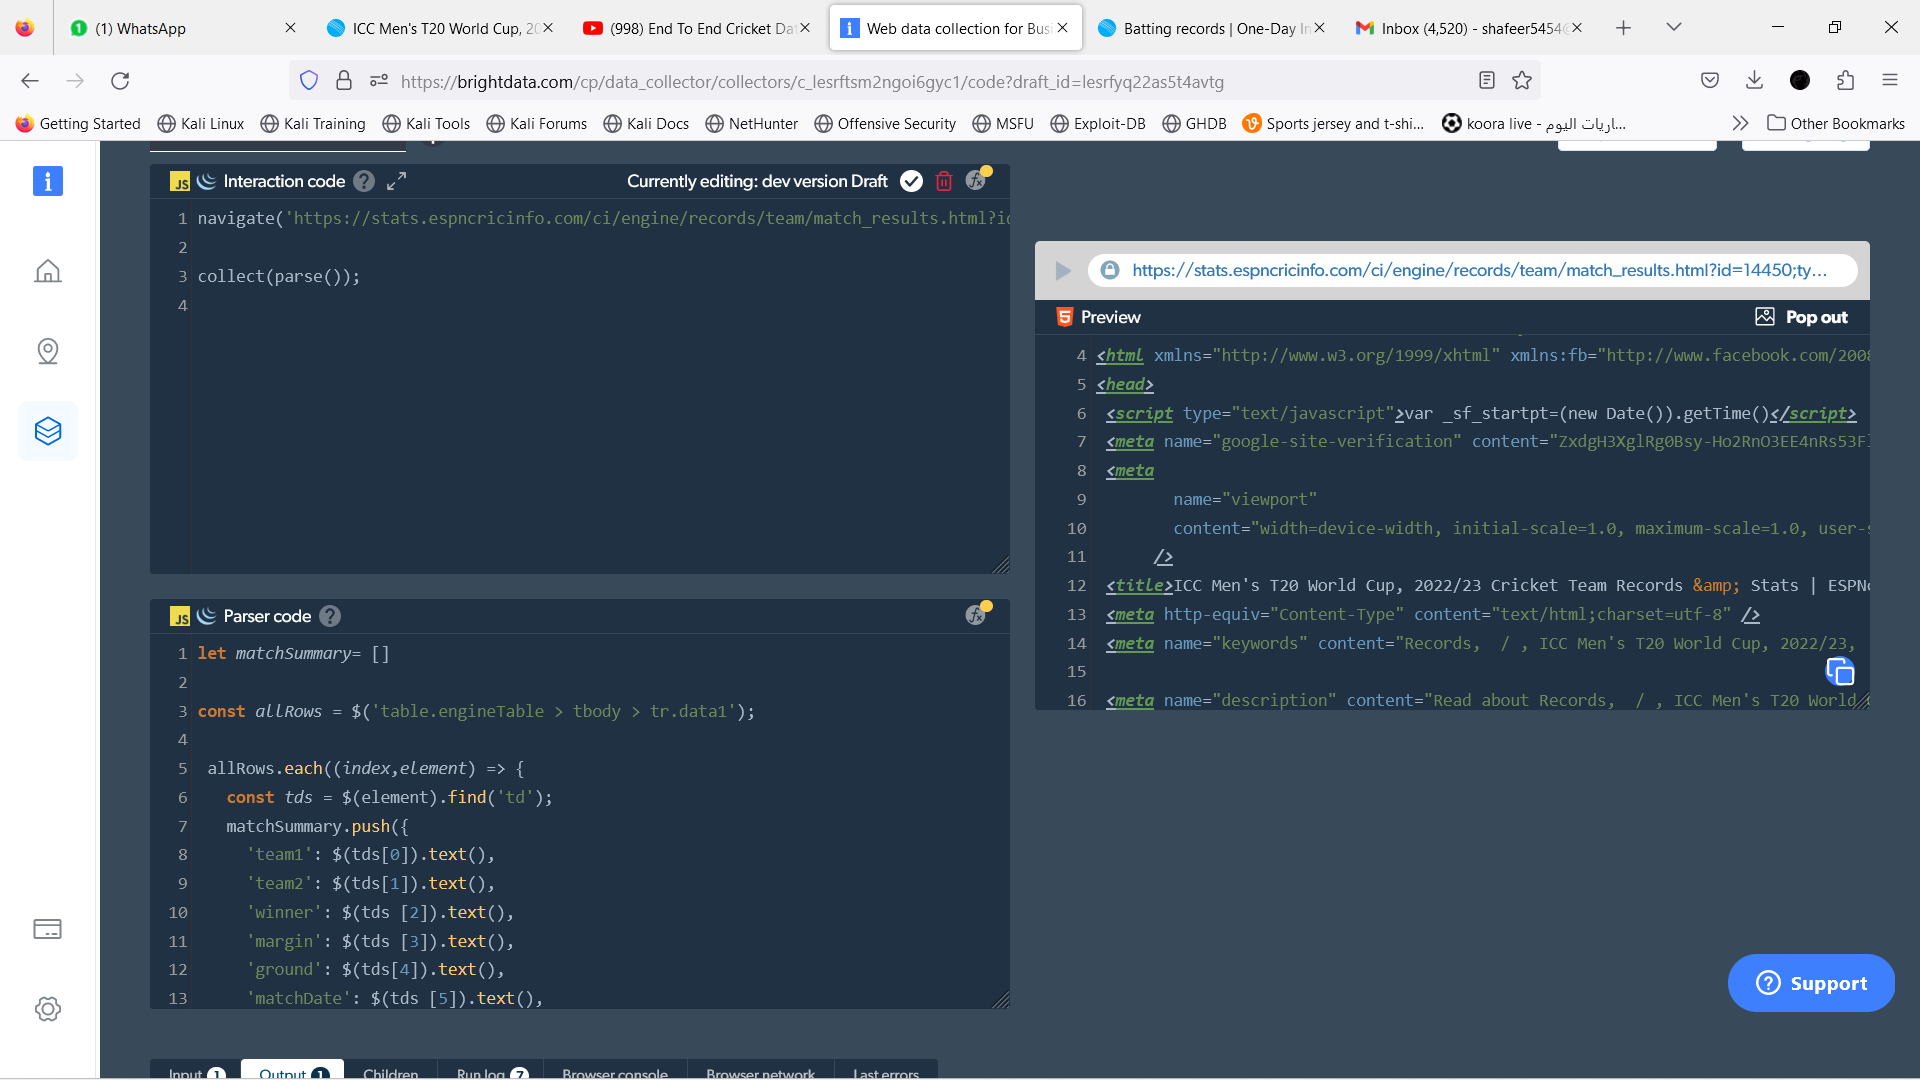 (1) WhatsApp
ICC Men's T20 World Cup, 20
(998) End To End Cricket Dat
Web data collection for Busi
Batting records | One-Day In
Inbox (4,520) - shafeer5454@
https://brightdata.com/cp/data_collector/collectors/c_lesrftsm2ngoi6gyc1/code?draft_id=lesrfyq22as5t4avtg
Getting Started
Kali Linux
Kali Training
Kali Tools
Kali Forums
Kali Docs
NetHunter
Offensive Security
MSFU
Exploit-DB
GHDB
Sports jersey and t-shi...
koora live - ماريات اليوم...
Other Bookmarks
JS Interaction code ?
Currently editing: dev version Draft
fx
1 navigate('https://stats.espncricinfo.com/ci/engine/records/team/match_results.html?id
2
3 collect(parse());
4
https://stats.espncricinfo.com/ci/engine/records/team/match_results.html?id=14450;ty...
5 Preview
Pop out
4 <html xmlns="http://www.w3.org/1999/xhtml" xmlns:fb="http://www.facebook.com/2008
5 <head>
6 <script type="text/javascript">var _sf_startpt=(new Date()).getTime()</script>
7 <meta name="google-site-verification" content="ZxdgH3XglRg0Bsy-Ho2RnO3EE4nRs53Fl
8 <meta
9 name="viewport"
10 content="width=device-width, initial-scale=1.0, maximum-scale=1.0, user-s
11 />
12 <title>ICC Men's T20 World Cup, 2022/23 Cricket Team Records &amp; Stats | ESPNc
13 <meta http-equiv="Content-Type" content="text/html;charset=utf-8" />
14 <meta name="keywords" content="Records,  / , ICC Men's T20 World Cup, 2022/23,
15
16 <meta name="description" content="Read about Records,  / , ICC Men's T20 World
JS Parser code ?
fx
1 let matchSummary= []
2
3 const allRows = $('table.engineTable > tbody > tr.data1');
4
5 allRows.each((index,element) => {
6 const tds = $(element).find('td');
7 matchSummary.push({
8 'team1': $(tds[0]).text(),
9 'team2': $(tds[1]).text(),
10 'winner': $(tds [2]).text(),
11 'margin': $(tds [3]).text(),
12 'ground': $(tds[4]).text(),
13 'matchDate': $(tds [5]).text(),
? Support
Input 1
Output 1
Children
Run log 7
Browser console
Browser network
Last errors